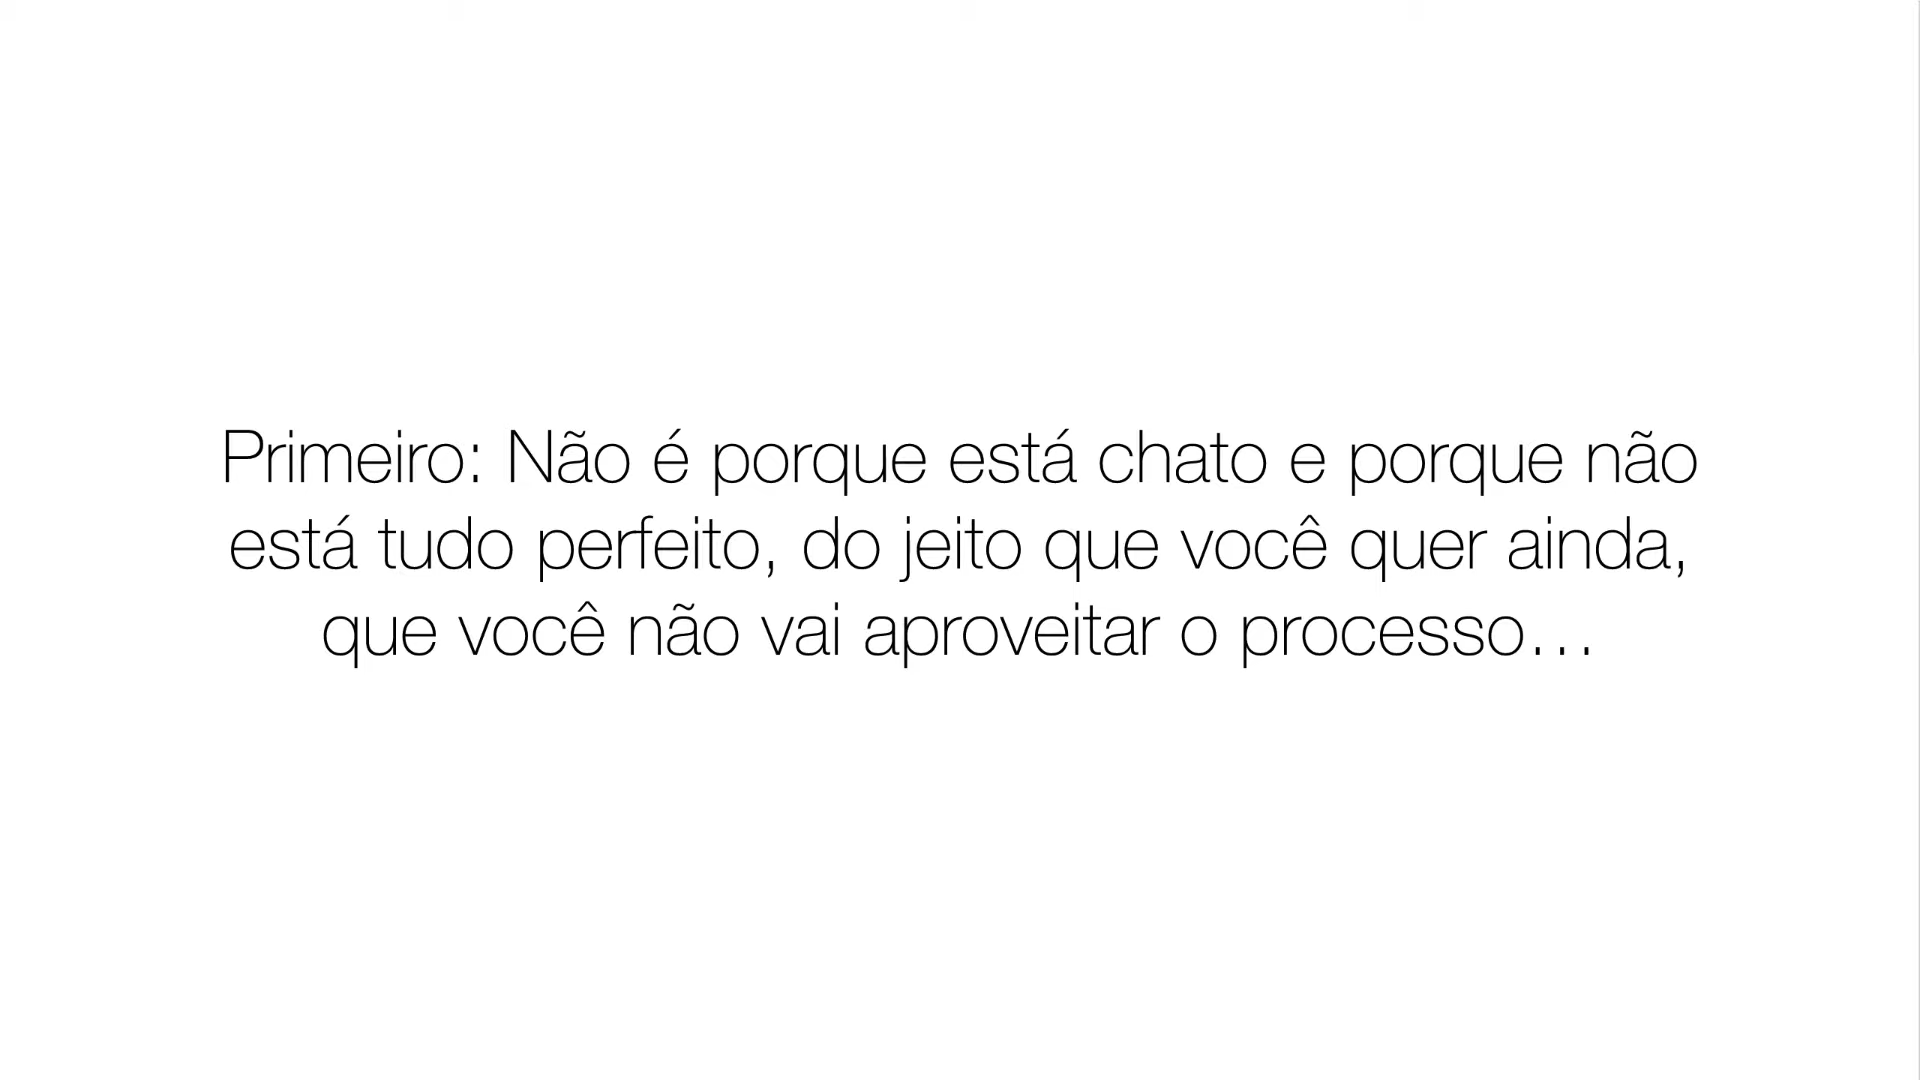 Primeiro: Não é porque está chato e porque não
está tudo perfeito, do jeito que você quer ainda,
que você não vai aproveitar o processo…